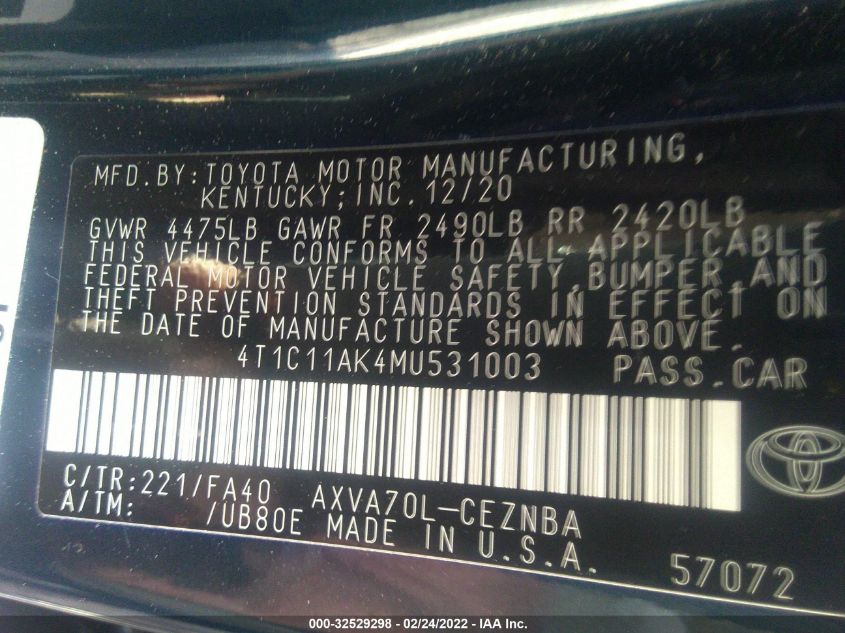 MFD.BY:TOYOTA MOTOR MANUFACTURING,
KENTUCKY;INC.12/20
GVWR 4475LB GAWR FR 2490LB RR 2420LB
THIS VEHICLE CONFORMS TO ALL APPLICABLE
FEDERAL MOTOR VEHICLE SAFETY,BUMPER,AND
THEFT PREVENTION STANDARDS IN EFFECT ON
THE DATE OF MANUFACTURE SHOWN ABOVE.
4T1C11AK4MU531003 PASS.CAR
C/TR:221/FA40 AXVA70L-CEZNBA
A/TM: /UB80E MADE IN U.S.A.
57072
000-32529298 - 02/24/2022 - IAA Inc.